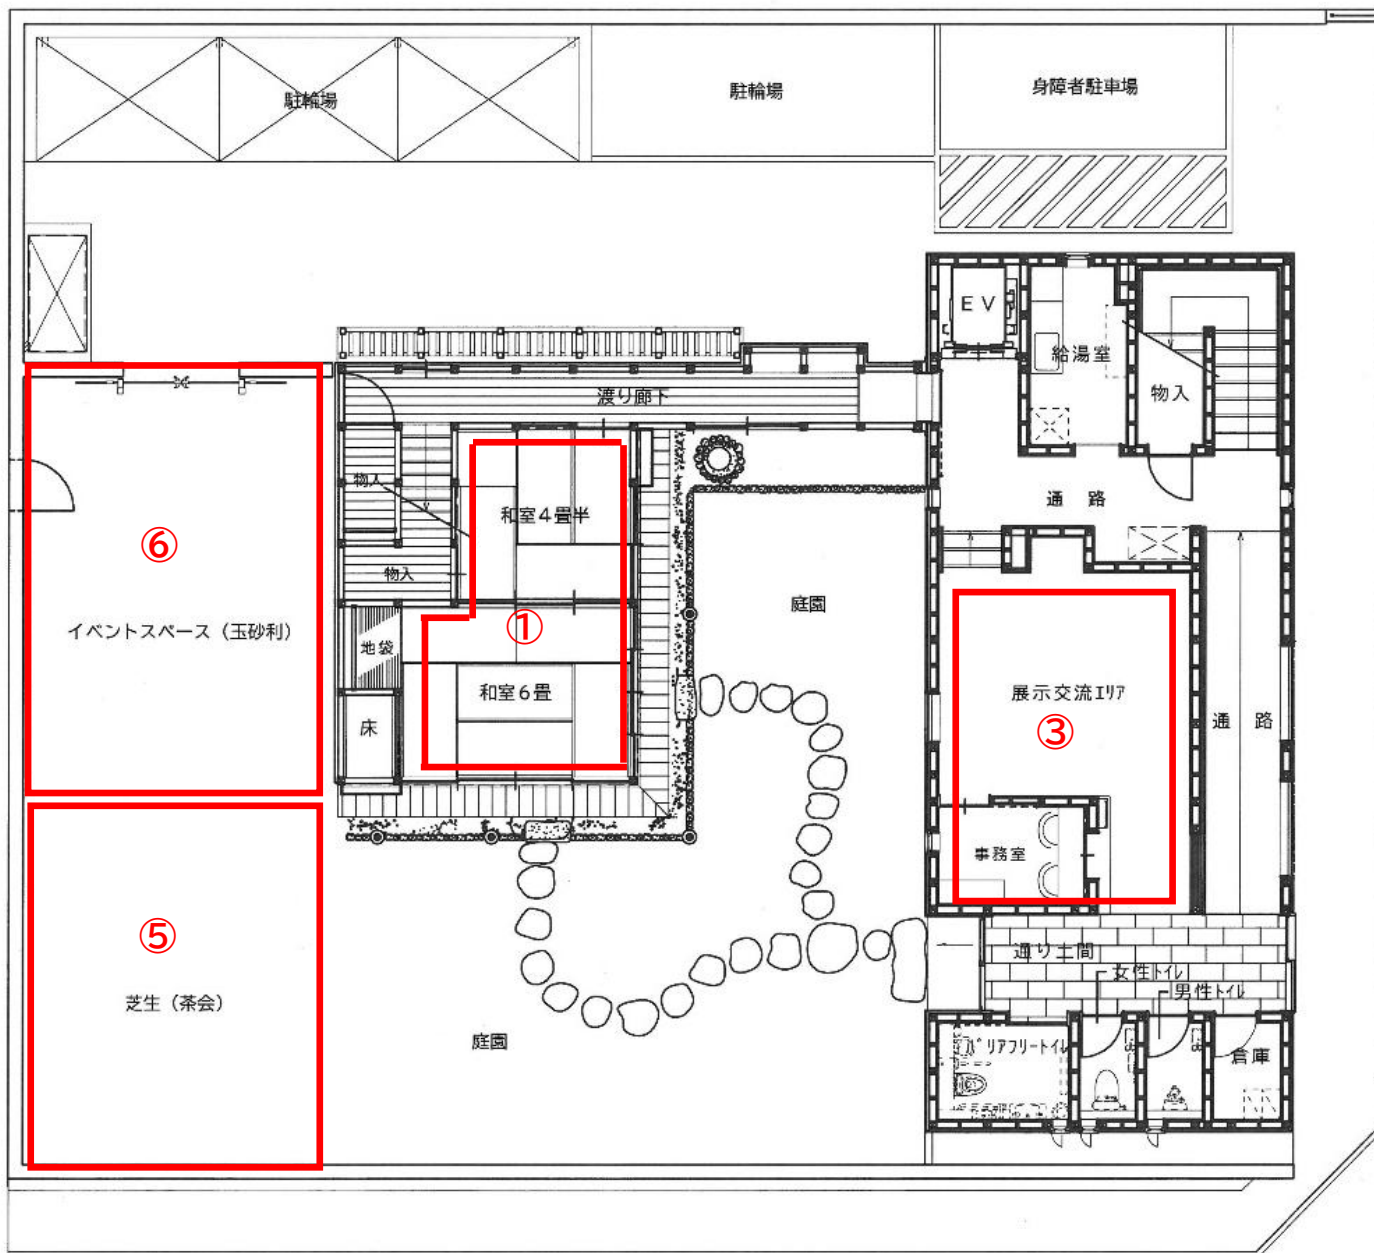 駐輪場
駐輪場
身障者駐車場
EV
給湯室
物入
渡り廊下
通 路
物入
和室4畳半
⑥
物入
①
庭園
イベントスペース（玉砂利）
地袋
和室6畳
展示交流ｴﾘｱ
床
③
通 路
事務室
⑤
通り土間
女性ﾄｲﾚ
男性ﾄｲﾚ
芝生（茶会）
庭園
ﾊﾞﾘｱﾌﾘｰﾄｲﾚ
倉庫